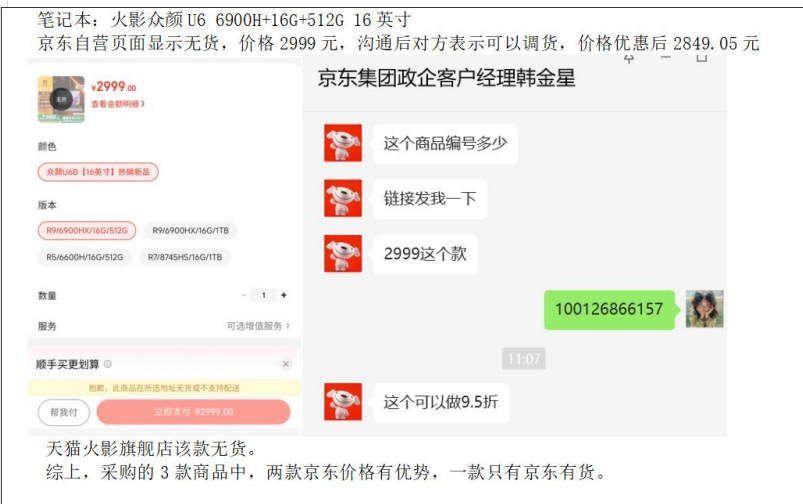 笔记本：火影众颜 U6 6900H+16G+512G 16 英寸
京东自营页面显示无货，价格 2999 元，沟通后对方表示可以调货，价格优惠后 2849.05 元
¥2999.00
查看金额明细 >
无货
颜色
众颜U6B【16英寸】热销新品
版本
R9/6900HX/16G/512G R9/6900HX/16G/1TB
R5/6600H/16G/512G R7/8745HS/16G/1TB
数量 - 1 +
服务 可选增值服务 >
顺手买更划算
抱歉，此商品在所选地址无货或不支持配送
帮我付 立即支付 ¥2999.00
京东集团政企客户经理韩金星
这个商品编号多少
链接发我一下
2999这个款
100126866157
11:07
这个可以做9.5折
天猫火影旗舰店该款无货。
综上，采购的 3 款商品中，两款京东价格有优势，一款只有京东有货。